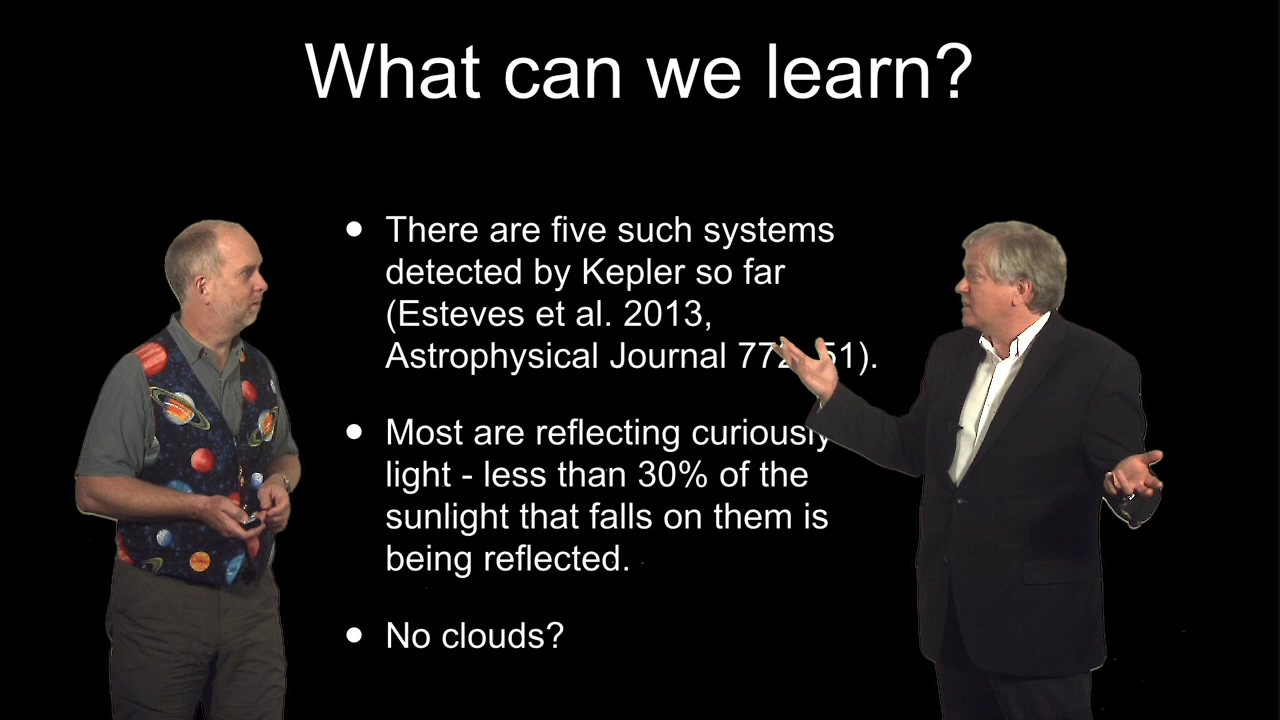 What can we learn?
• There are five such systems
detected by Kepler so far
(Esteves et al. 2013,
Astrophysical Journal 51).
• Most are reflecting curiously
light - less than 30% of the
sunlight that falls on them is
being reflected.
• No clouds?